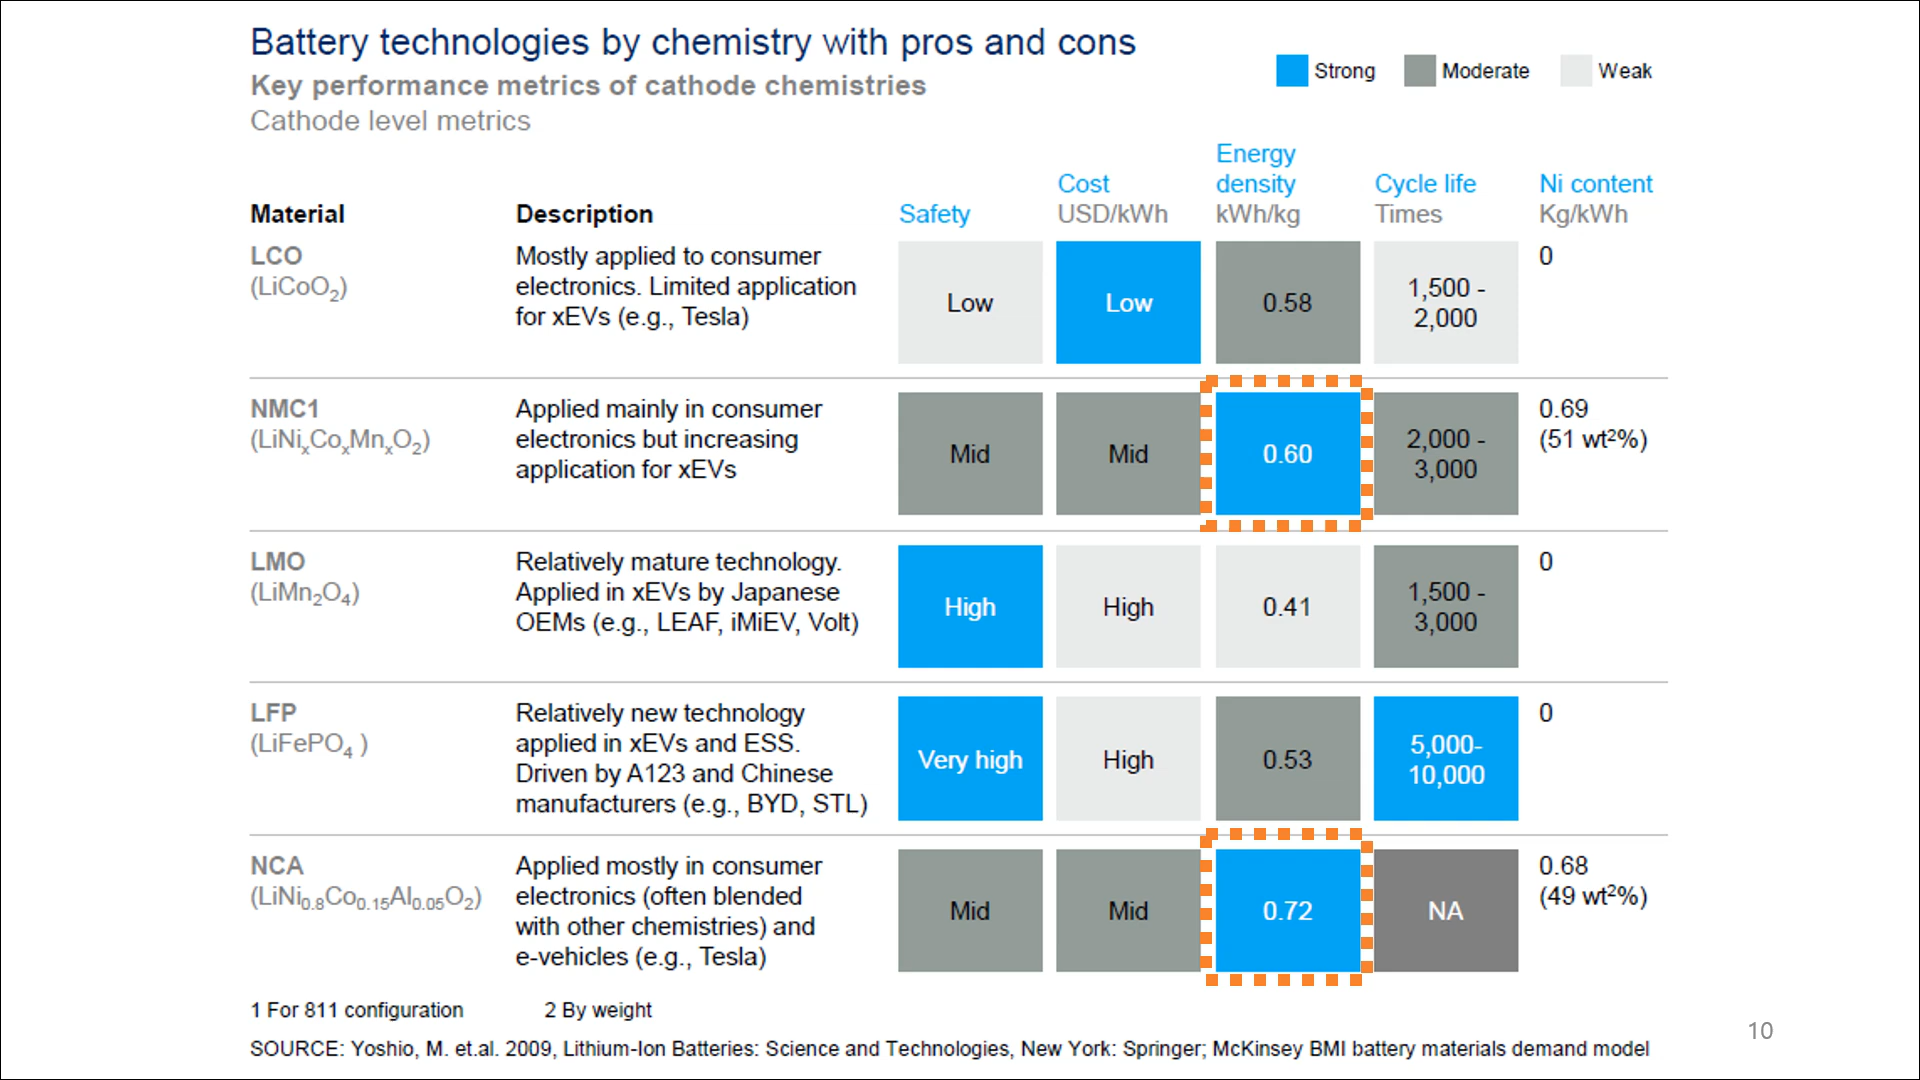 Battery technologies by chemistry with pros and cons
Key performance metrics of cathode chemistries
Cathode level metrics
Strong
Moderate
Weak
Material
Description
Safety
Cost
USD/kWh
Energy
density
kWh/kg
Cycle life
Times
Ni content
Kg/kWh
LCO
(LiCoO₂)
Mostly applied to consumer
electronics. Limited application
for xEVs (e.g., Tesla)
Low
Low
0.58
1,500 -
2,000
0
NMC1
(LiNiₓCoₓMnₓO₂)
Applied mainly in consumer
electronics but increasing
application for xEVs
Mid
Mid
0.60
2,000 -
3,000
0.69
(51 wt²%)
LMO
(LiMn₂O₄)
Relatively mature technology.
Applied in xEVs by Japanese
OEMs (e.g., LEAF, iMiEV, Volt)
High
High
0.41
1,500 -
3,000
0
LFP
(LiFePO₄ )
Relatively new technology
applied in xEVs and ESS.
Driven by A123 and Chinese
manufacturers (e.g., BYD, STL)
Very high
High
0.53
5,000-
10,000
0
NCA
(LiNi₀.₈Co₀.₁₅Al₀.₀₅O₂)
Applied mostly in consumer
electronics (often blended
with other chemistries) and
e-vehicles (e.g., Tesla)
Mid
Mid
0.72
NA
0.68
(49 wt²%)
1 For 811 configuration
2 By weight
SOURCE: Yoshio, M. et.al. 2009, Lithium-Ion Batteries: Science and Technologies, New York: Springer; McKinsey BMI battery materials demand model
10